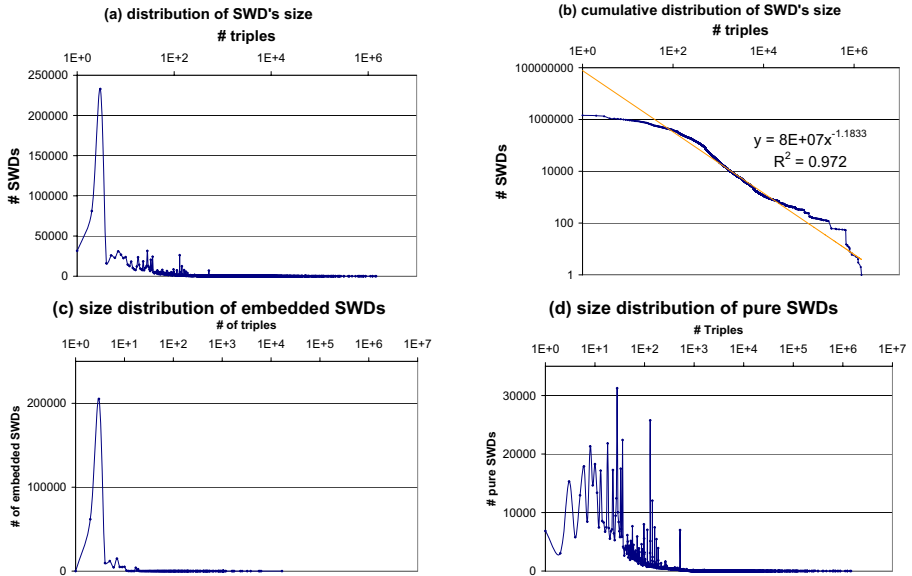 (a) distribution of SWD's size
# triples
1E+0 1E+2 1E+4 1E+6
250000
200000
150000
100000
50000
0
# SWDs
(b) cumulative distribution of SWD's size
# triples
1E+0 1E+2 1E+4 1E+6
100000000
1000000
10000
100
1
# SWDs
y = 8E+07x-1.1833
R2 = 0.972
(c) size distribution of embedded SWDs
# of triples
1E+0 1E+1 1E+2 1E+3 1E+4 1E+5 1E+6 1E+7
200000
100000
0
# of embedded SWDs
(d) size distribution of pure SWDs
# Triples
1E+0 1E+1 1E+2 1E+3 1E+4 1E+5 1E+6 1E+7
30000
20000
10000
0
# pure SWDs